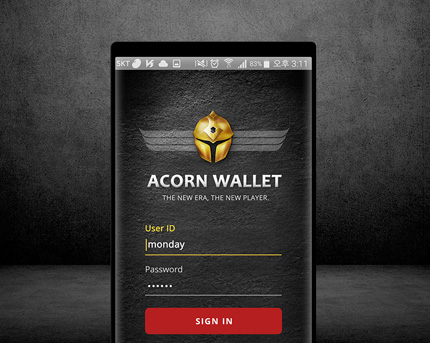 SKT 83% 오후 3:11
ACORN WALLET
THE NEW ERA, THE NEW PLAYER.
User ID
monday
Password
••••••
SIGN IN